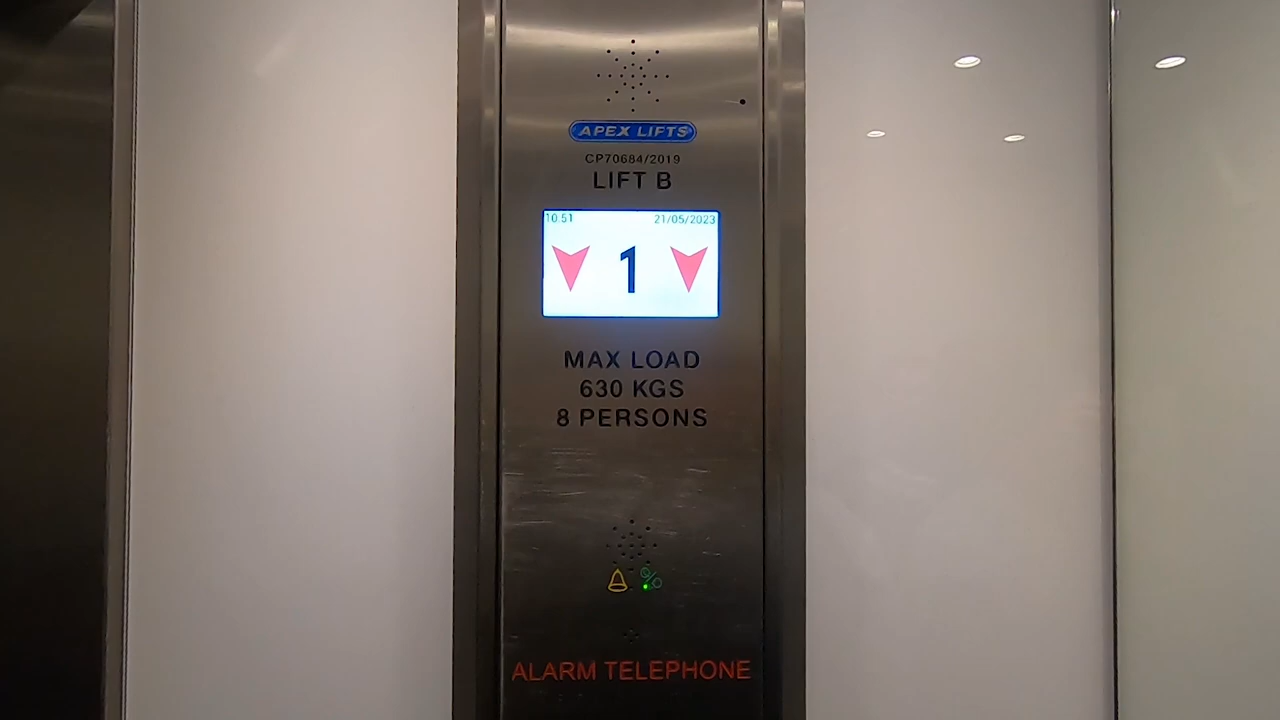 APEX LIFTS
CP70684/2019
LIFT B
10:51 21/05/2023
1
MAX LOAD
630 KGS
8 PERSONS
ALARM TELEPHONE